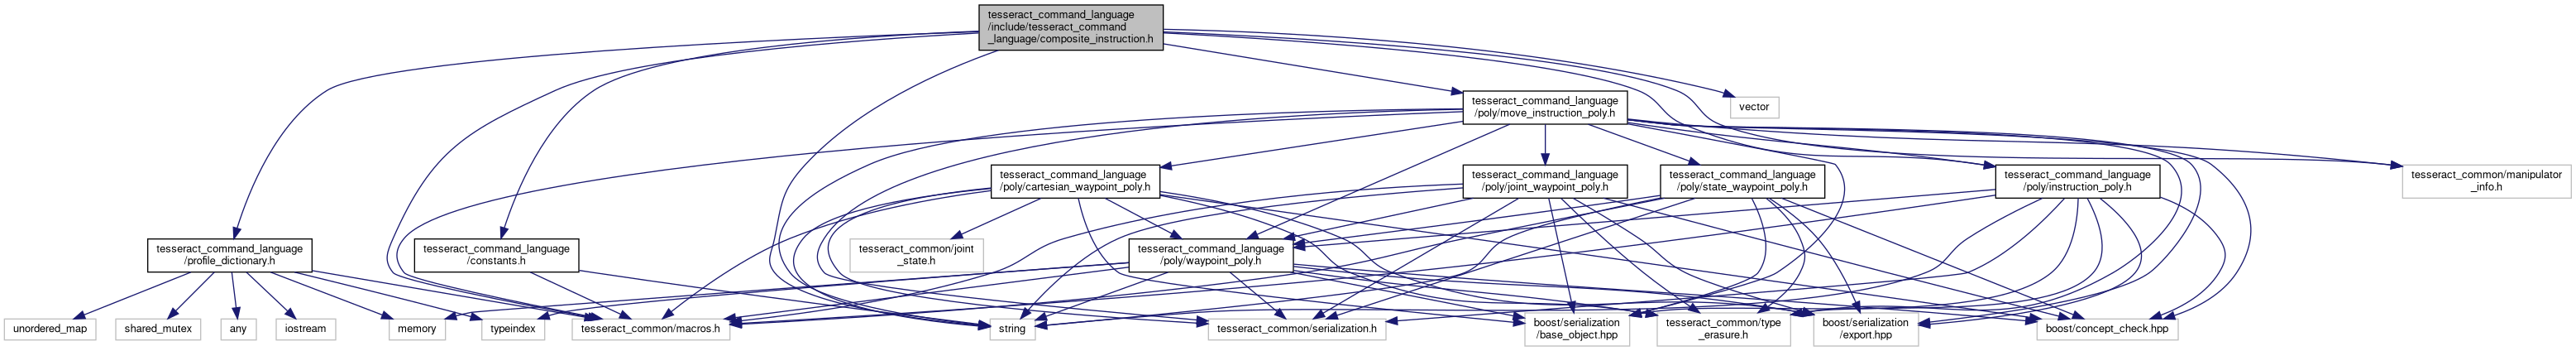 tesseract_command_language
/include/tesseract_command
_language/composite_instruction.h
tesseract_command_language
/poly/move_instruction_poly.h
vector
tesseract_command_language
/poly/cartesian_waypoint_poly.h
tesseract_command_language
/poly/joint_waypoint_poly.h
tesseract_command_language
/poly/state_waypoint_poly.h
tesseract_command_language
/poly/instruction_poly.h
tesseract_common/manipulator
_info.h
tesseract_command_language
/profile_dictionary.h
tesseract_command_language
/constants.h
tesseract_common/joint
_state.h
tesseract_command_language
/poly/waypoint_poly.h
unordered_map
shared_mutex
any
iostream
memory
typeindex
tesseract_common/macros.h
string
tesseract_common/serialization.h
boost/serialization
/base_object.hpp
tesseract_common/type
_erasure.h
boost/serialization
/export.hpp
boost/concept_check.hpp